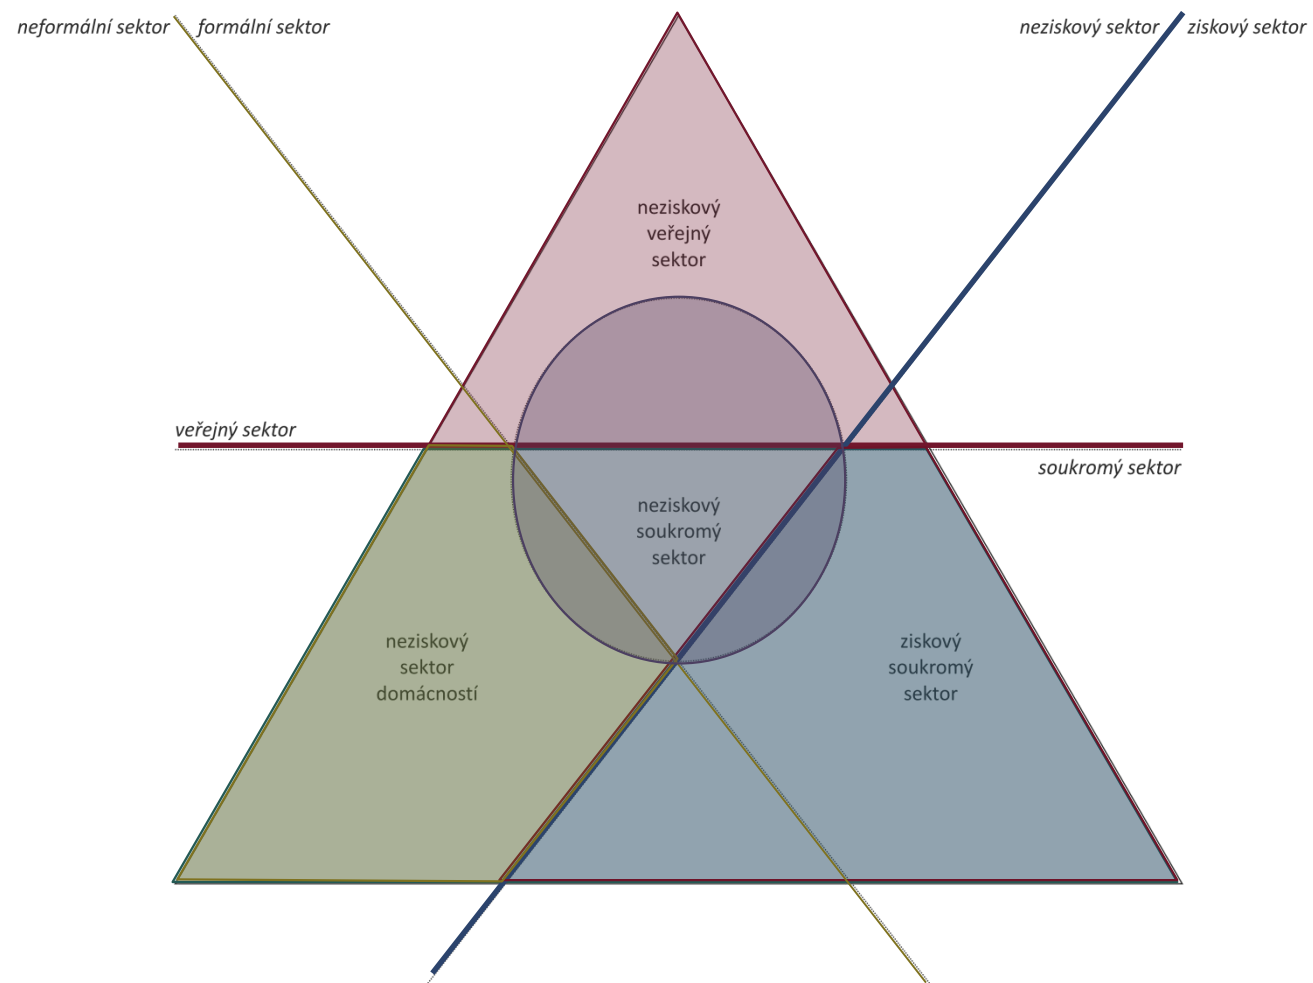 neformální sektor
formální sektor
neziskový sektor
ziskový sektor
neziskový
veřejný
sektor
veřejný sektor
soukromý sektor
neziskový
soukromý
sektor
neziskový
sektor
domácností
ziskový
soukromý
sektor